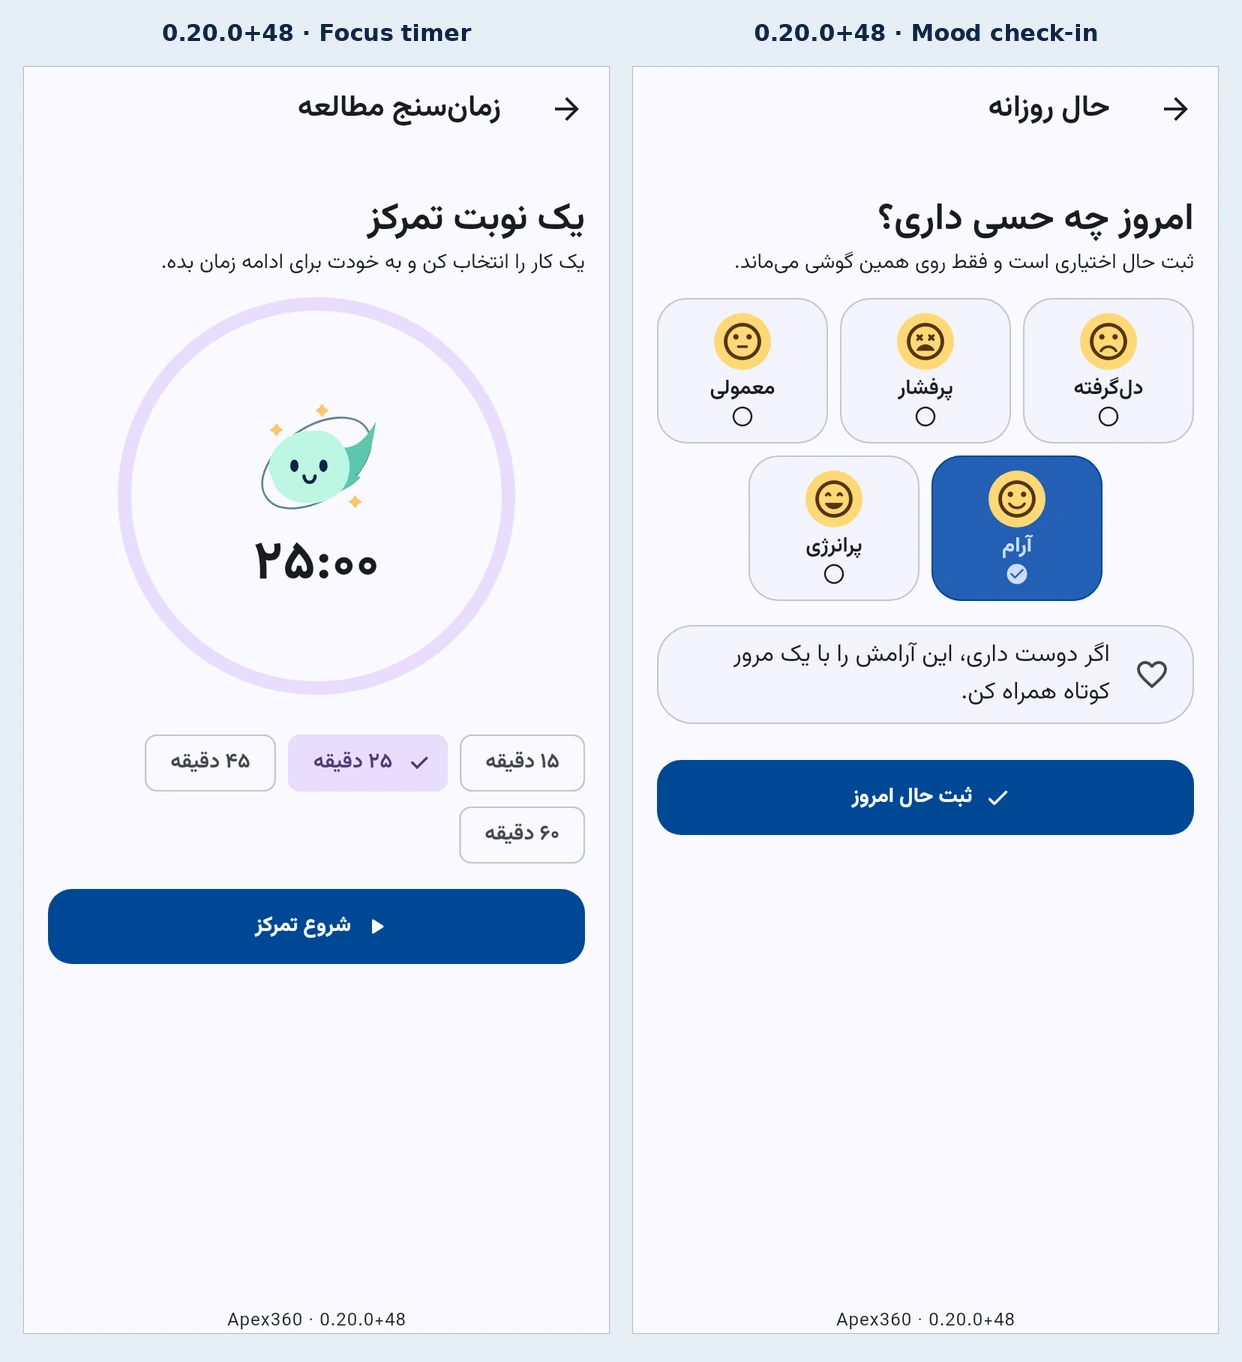 0.20.0+48 · Focus timer
زمان‌سنج مطالعه
یک نوبت تمرکز
یک کار را انتخاب کن و به خودت برای ادامه زمان بده.
۲۵:۰۰
۱۵ دقیقه
۲۵ دقیقه
۴۵ دقیقه
۶۰ دقیقه
شروع تمرکز
Apex360 · 0.20.0+48
0.20.0+48 · Mood check-in
حال روزانه
امروز چه حسی داری؟
ثبت حال اختیاری است و فقط روی همین گوشی می‌ماند.
دل‌گرفته
پرفشار
معمولی
آرام
پرانرژی
اگر دوست داری، این آرامش را با یک مرور
کوتاه همراه کن.
ثبت حال امروز
Apex360 · 0.20.0+48